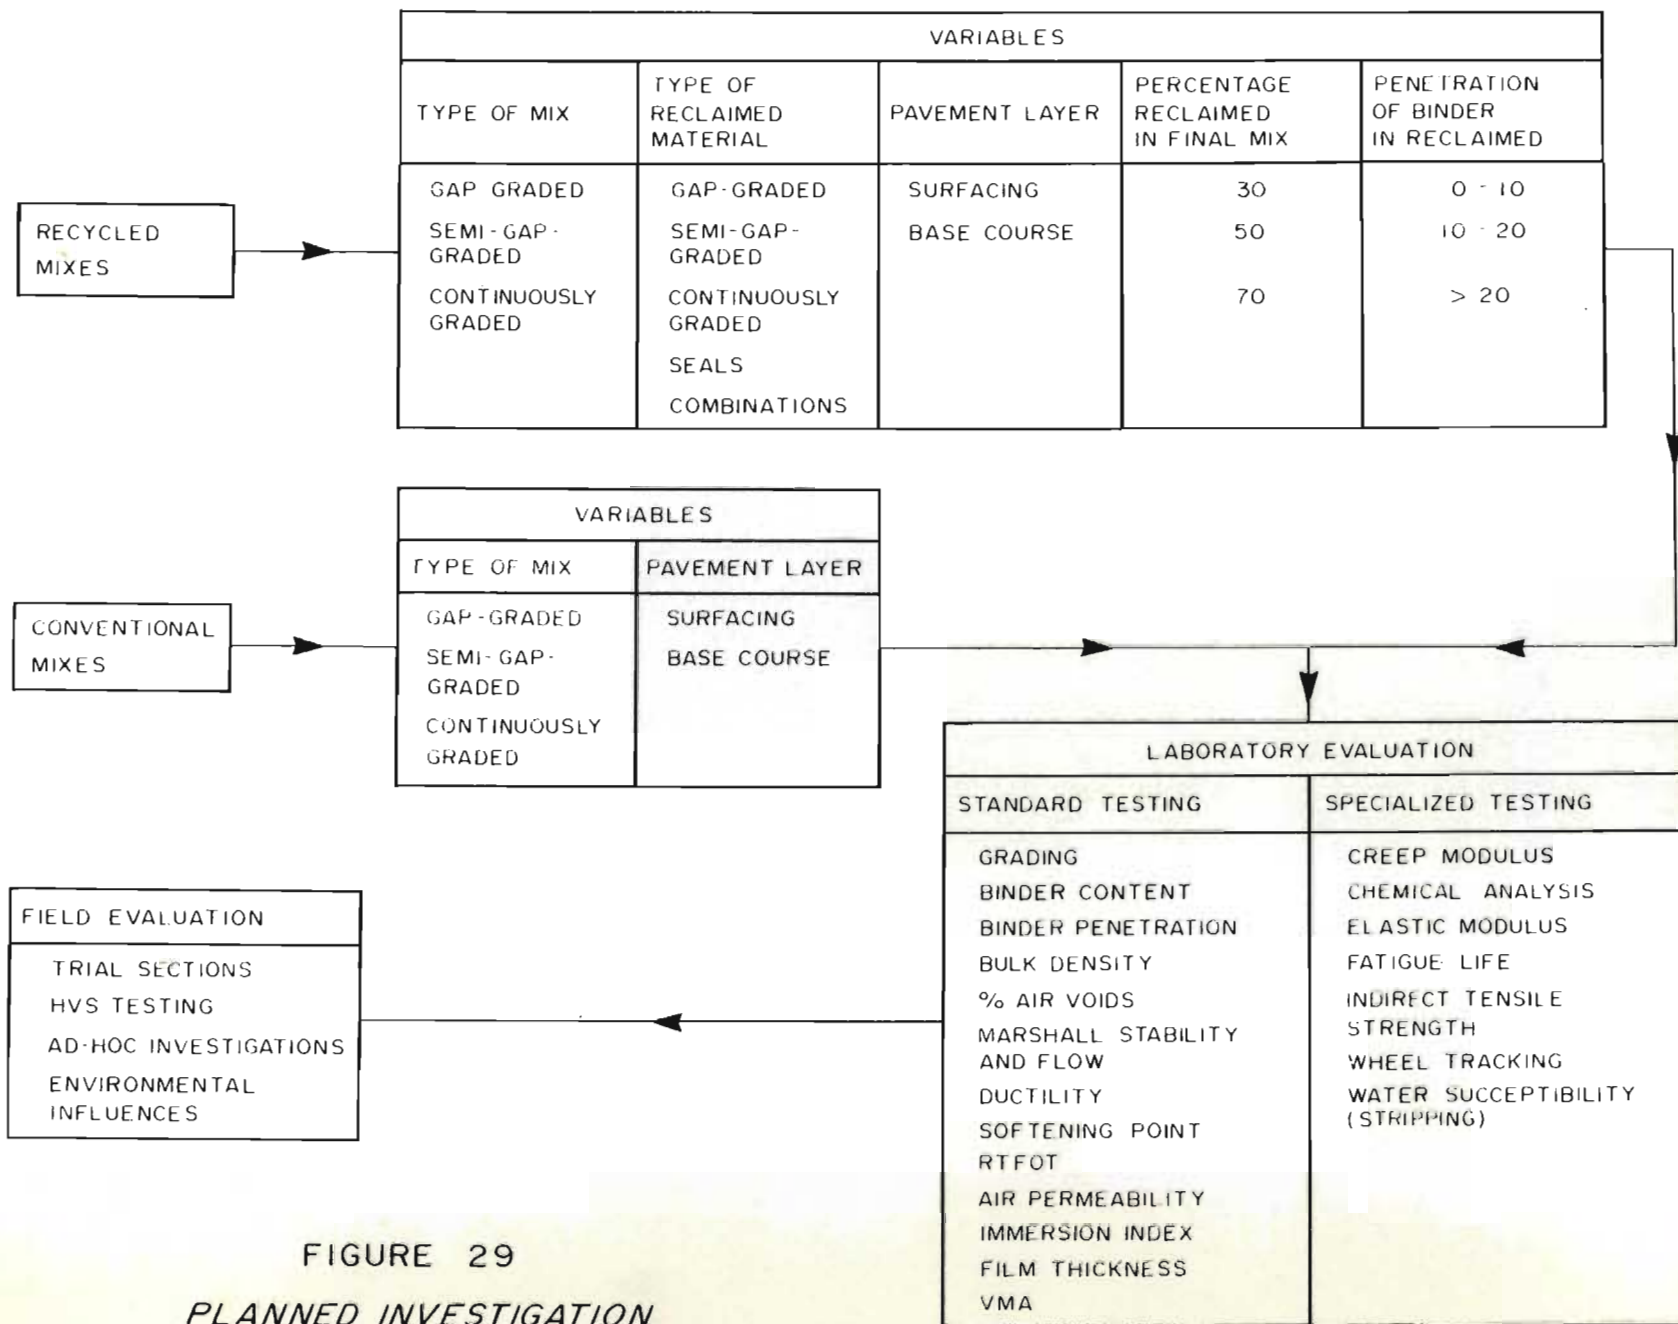 VARIABLES
TYPE OF MIX
TYPE OF
RECLAIMED
MATERIAL
PAVEMENT LAYER
PERCENTAGE
RECLAIMED
IN FINAL MIX
PENETRATION
OF BINDER
IN RECLAIMED
RECYCLED
MIXES
GAP GRADED
SEMI-GAP-
GRADED
CONTINUOUSLY
GRADED
GAP-GRADED
SEMI-GAP-
GRADED
CONTINUOUSLY
GRADED
SEALS
COMBINATIONS
SURFACING
BASE COURSE
30
50
70
0 - 10
10 - 20
> 20
VARIABLES
TYPE OF MIX
PAVEMENT LAYER
CONVENTIONAL
MIXES
GAP-GRADED
SEMI-GAP-
GRADED
CONTINUOUSLY
GRADED
SURFACING
BASE COURSE
LABORATORY EVALUATION
STANDARD TESTING
GRADING
BINDER CONTENT
BINDER PENETRATION
BULK DENSITY
% AIR VOIDS
MARSHALL STABILITY
AND FLOW
DUCTILITY
SOFTENING POINT
RTFOT
AIR PERMEABILITY
IMMERSION INDEX
FILM THICKNESS
VMA
SPECIALIZED TESTING
CREEP MODULUS
CHEMICAL ANALYSIS
ELASTIC MODULUS
FATIGUE LIFE
INDIRECT TENSILE
STRENGTH
WHEEL TRACKING
WATER SUCCEPTIBILITY
(STRIPPING)
FIELD EVALUATION
TRIAL SECTIONS
HVS TESTING
AD-HOC INVESTIGATIONS
ENVIRONMENTAL
INFLUENCES
FIGURE 29
PLANNED INVESTIGATION